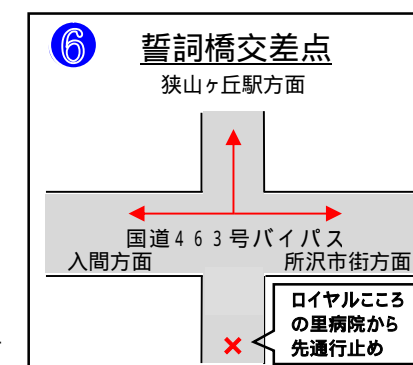 ⑥ 誓詞橋交差点
狭山ヶ丘駅方面
国道４６３号バイパス
入間方面 所沢市街方面
ロイヤルこころ
の里病院から
先通行止め